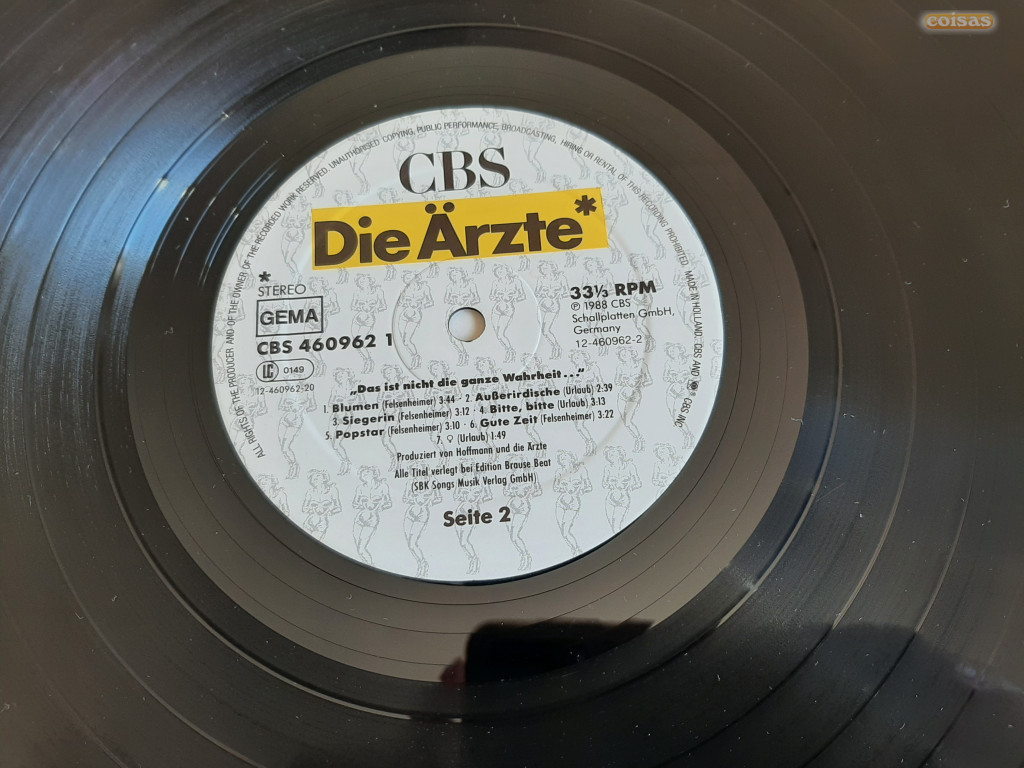 coisas
ALL RIGHTS OF THE PRODUCER AND OF THE OWNER OF THE RECORDED WORK RESERVED. UNAUTHORISED COPYING, PUBLIC PERFORMANCE, BROADCASTING, HIRING OR RENTAL OF THIS RECORDING PROHIBITED. MADE IN HOLLAND. CBS AND ® CBS INC.
CBS
Die Ärzte*
*
STEREO
GEMA
CBS 460962 1
LC 0149
12-460962-20
33⅓ RPM
℗ 1988 CBS
Schallplatten GmbH,
Germany
12-460962-2
„Das ist nicht die ganze Wahrheit..."
1. Blumen (Felsenheimer) 3:44 · 2. Außerirdische (Urlaub) 2:39
3. Siegerin (Felsenheimer) 3:12 · 4. Bitte, bitte (Urlaub) 3:13
5. Popstar (Felsenheimer) 3:10 · 6. Gute Zeit (Felsenheimer) 3:22
7. ♀ (Urlaub) 1:49
Produziert von Hoffmann und die Ärzte
Alle Titel verlegt bei Edition Brause Beat
(SBK Songs Musik Verlag GmbH)
Seite 2